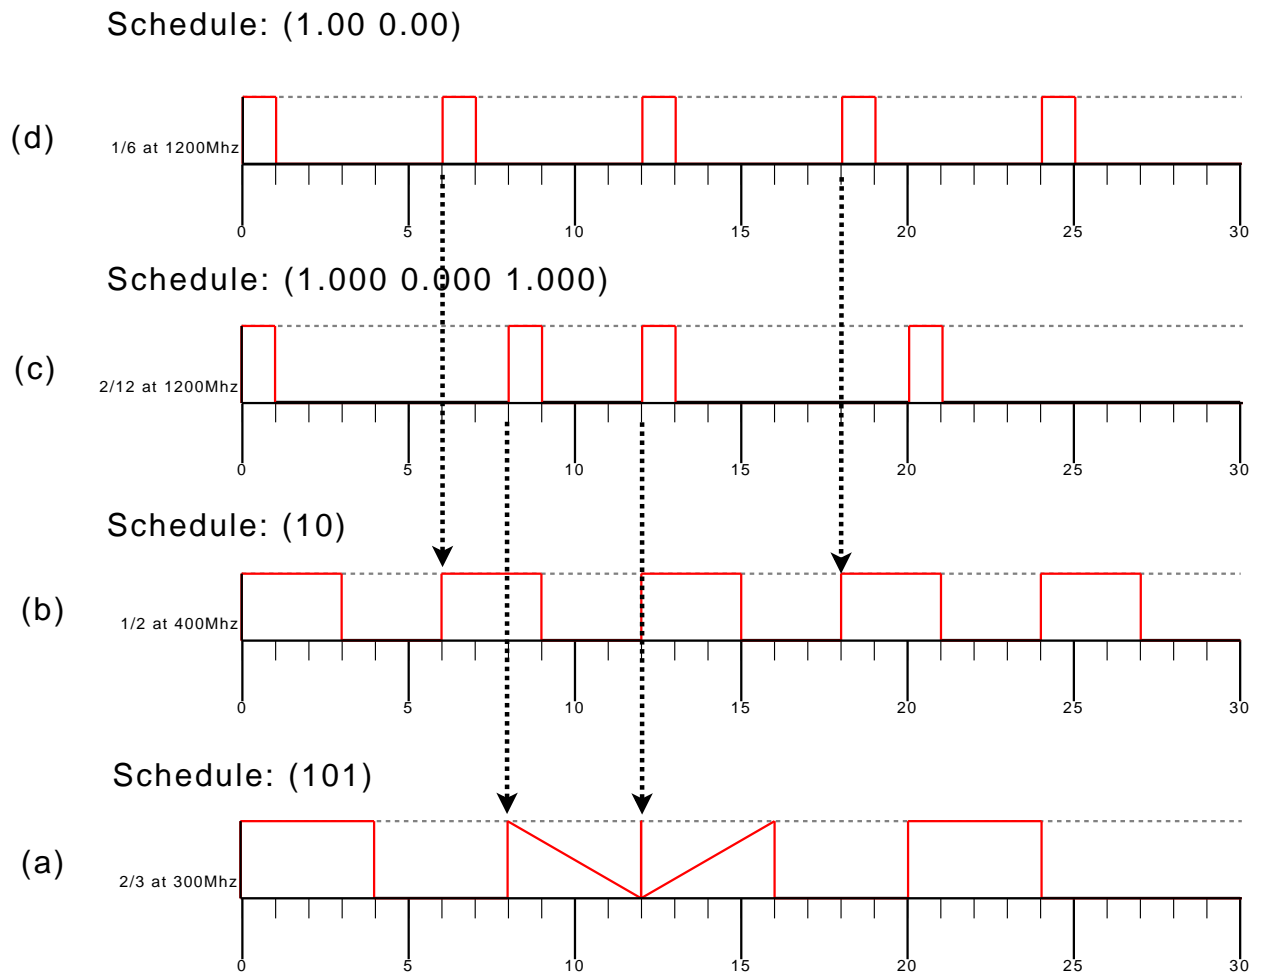 Schedule: (1.00 0.00)
(d)
1/6 at 1200Mhz
0 5 10 15 20 25 30
Schedule: (1.000 0.000 1.000)
(c)
2/12 at 1200Mhz
0 5 10 15 20 25 30
Schedule: (10)
(b)
1/2 at 400Mhz
0 5 10 15 20 25 30
Schedule: (101)
(a)
2/3 at 300Mhz
0 5 10 15 20 25 30